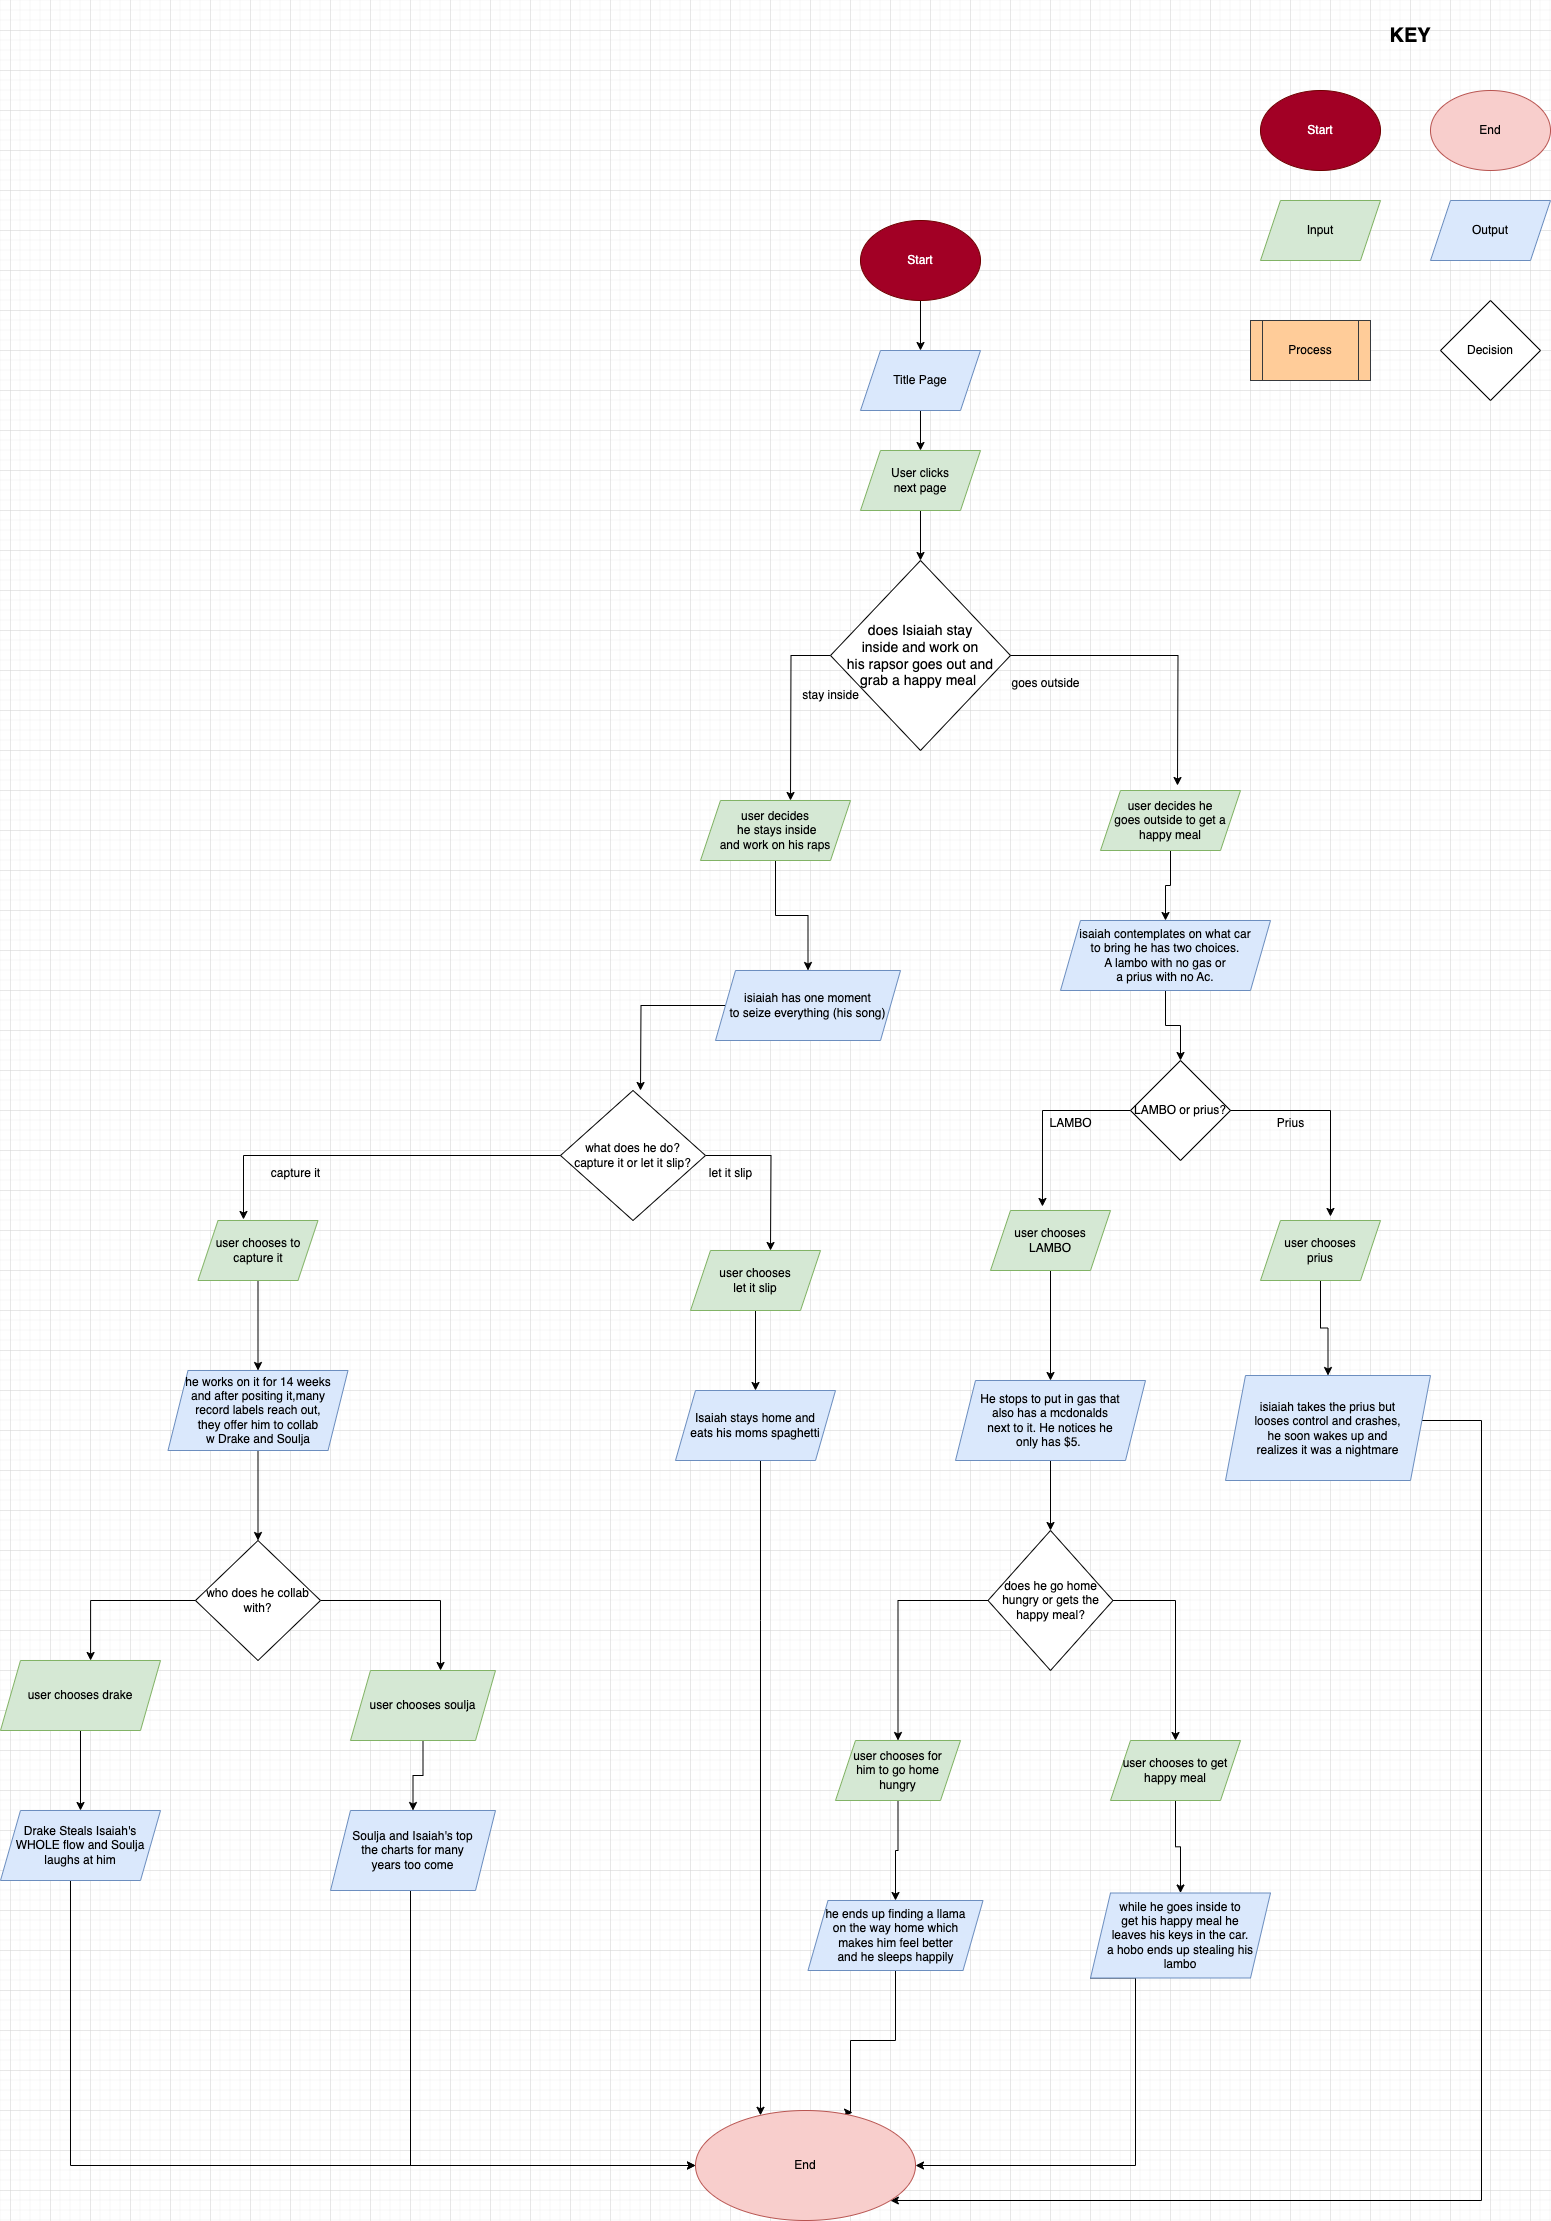 KEY
Start
End
Input
Output
Process
Decision
Start
Title Page
User clicks
next page
does Isiaiah stay
inside and work on
his rapsor goes out and
grab a happy meal
stay inside
goes outside
user decides
he stays inside
and work on his raps
user decides he
goes outside to get a
happy meal
isaiah contemplates on what car
to bring he has two choices.
A lambo with no gas or
a prius with no Ac.
isiaiah has one moment
to seize everything (his song)
LAMBO or prius?
LAMBO
Prius
what does he do?
capture it or let it slip?
capture it
let it slip
user chooses to
capture it
user chooses
let it slip
user chooses
LAMBO
user chooses
prius
he works on it for 14 weeks
and after positing it,many
record labels reach out,
they offer him to collab
w Drake and Soulja
Isaiah stays home and
eats his moms spaghetti
He stops to put in gas that
also has a mcdonalds
next to it. He notices he
only has $5.
isiaiah takes the prius but
looses control and crashes,
he soon wakes up and
realizes it was a nightmare
who does he collab
with?
does he go home
hungry or gets the
happy meal?
user chooses drake
user chooses soulja
user chooses for
him to go home
hungry
user chooses to get
happy meal
Drake Steals Isaiah's
WHOLE flow and Soulja
laughs at him
Soulja and Isaiah's top
the charts for many
years too come
he ends up finding a llama
on the way home which
makes him feel better
and he sleeps happily
while he goes inside to
get his happy meal he
leaves his keys in the car.
a hobo ends up stealing his
lambo
End